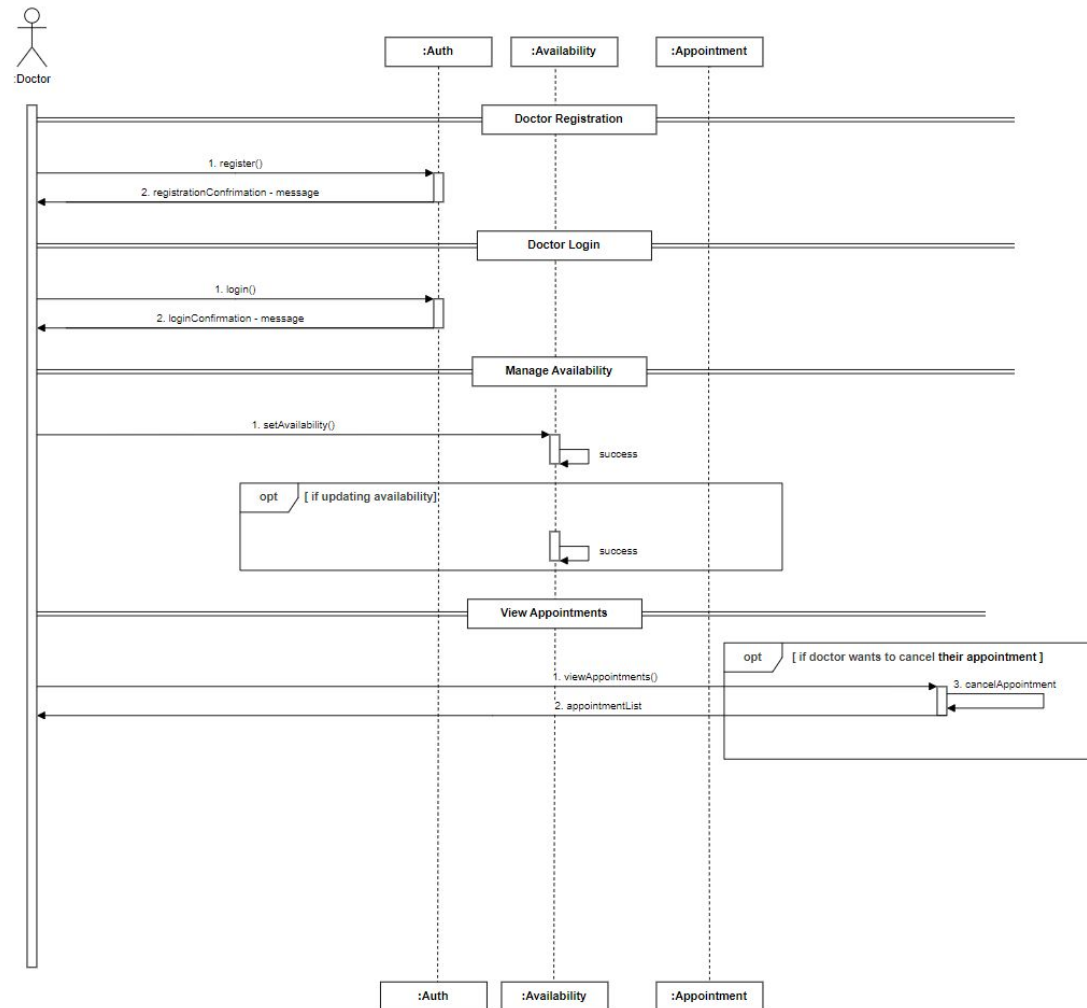 :Doctor
:Auth
:Availability
:Appointment
Doctor Registration
1. register()
2. registrationConfrimation - message
Doctor Login
1. login()
2. loginConfirmation - message
Manage Availability
1. setAvailability()
success
opt
[ if updating availability]
success
View Appointments
opt
[ if doctor wants to cancel their appointment ]
1. viewAppointments()
3. cancelAppointment
2. appointmentList
:Auth
:Availability
:Appointment